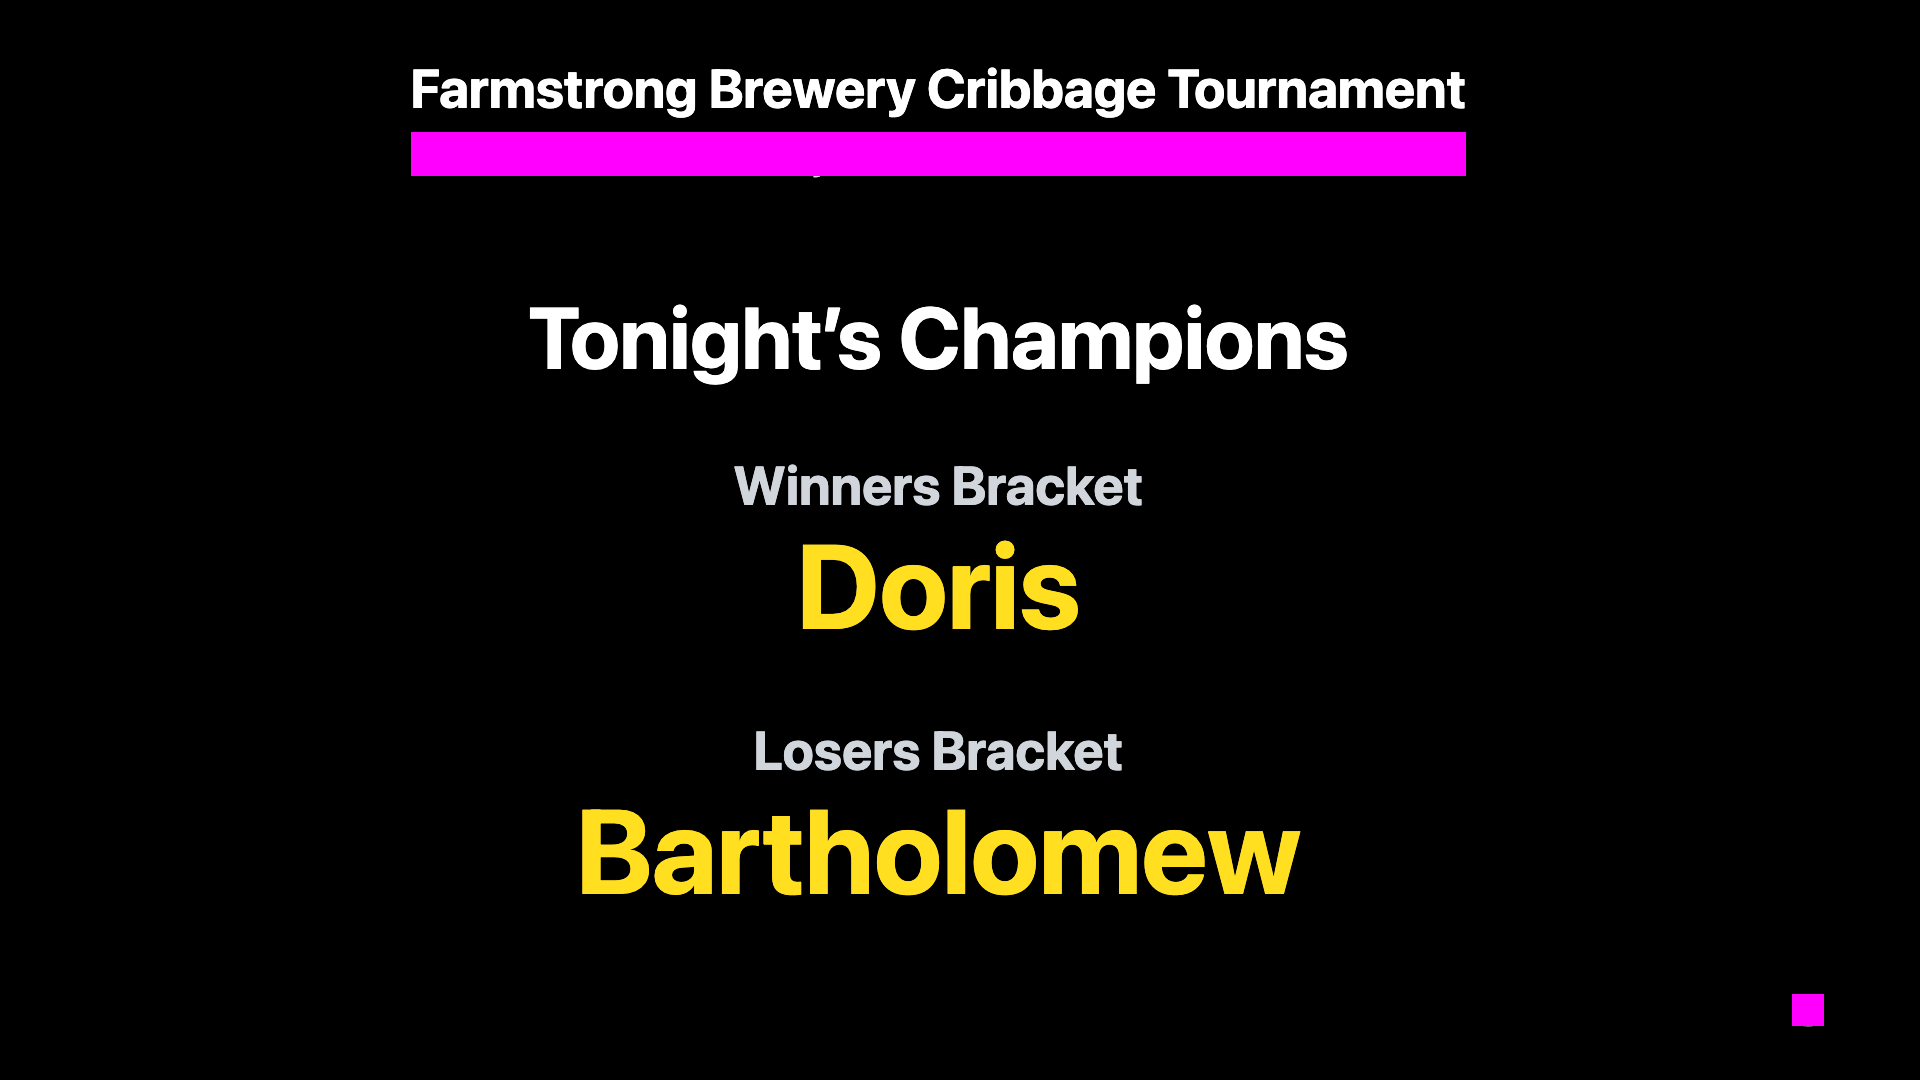 Farmstrong Brewery Cribbage Tournament
Tonight’s Champions
Winners Bracket
Doris
Losers Bracket
Bartholomew